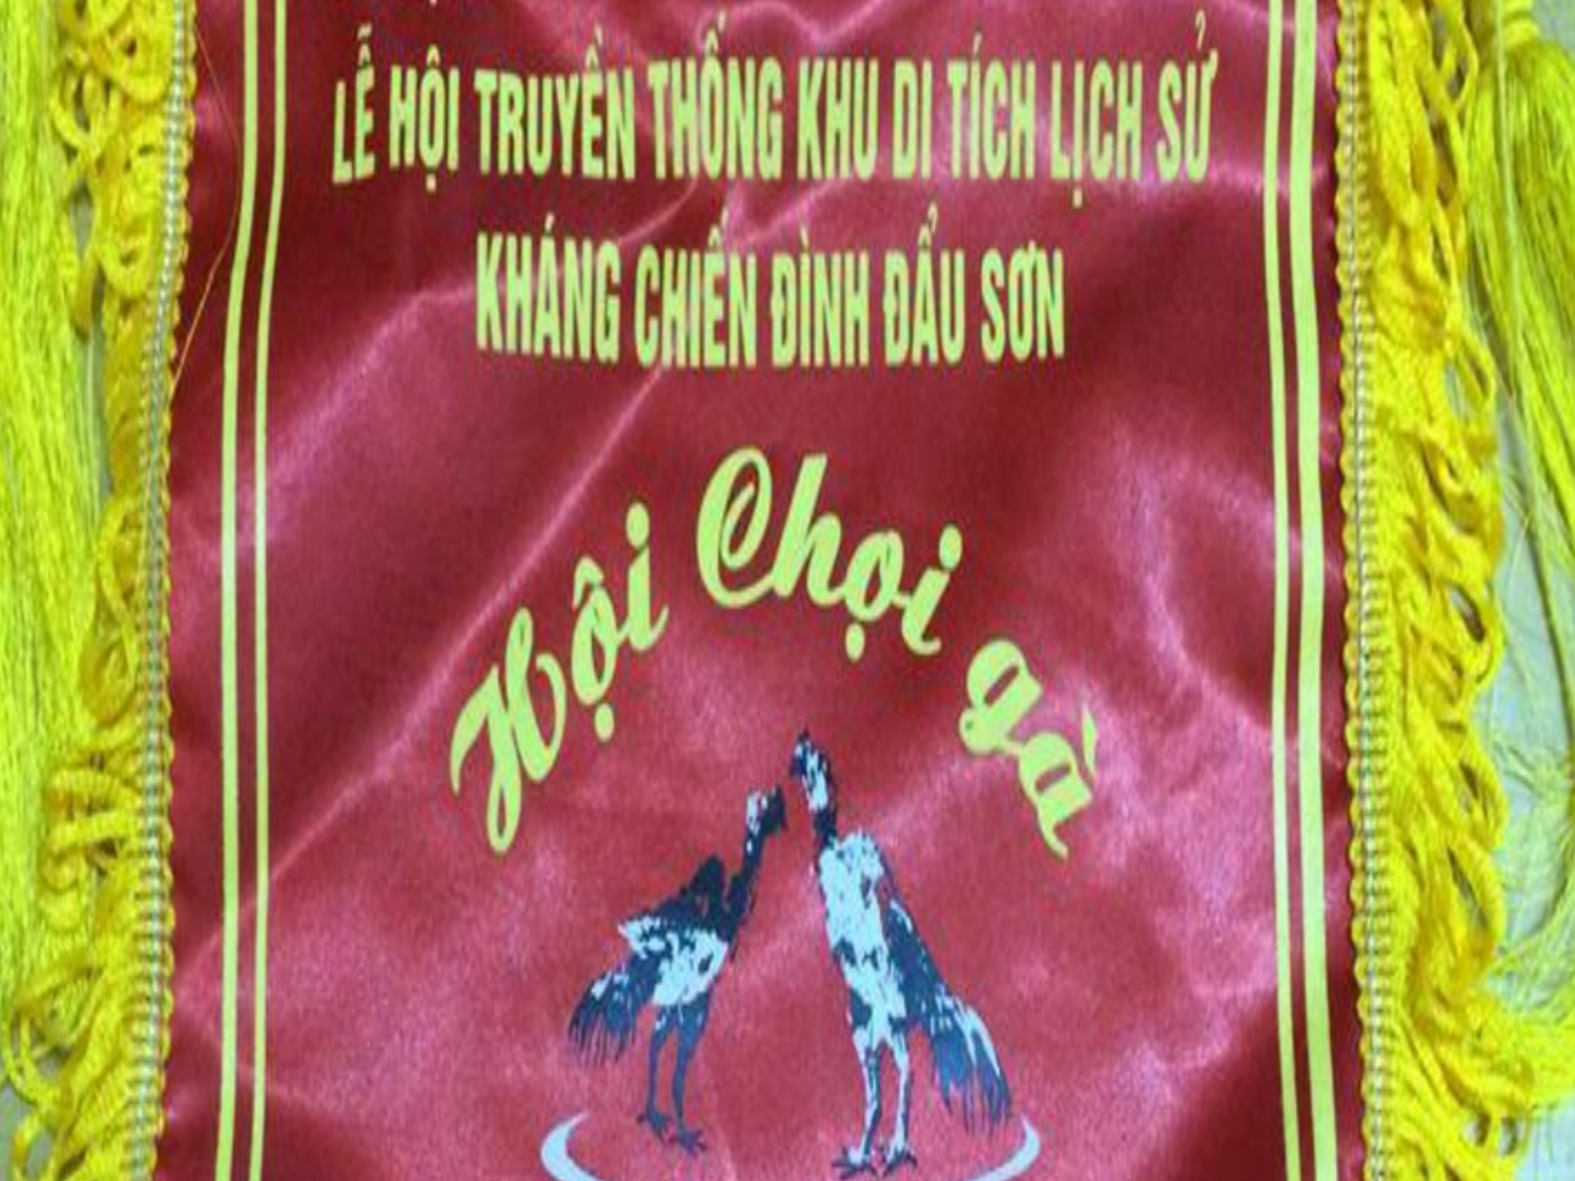 LỄ HỘI TRUYỀN THỐNG KHU DI TÍCH LỊCH SỬ
KHÁNG CHIẾN ĐÌNH ĐẨU SƠN
Hội Chọi gà